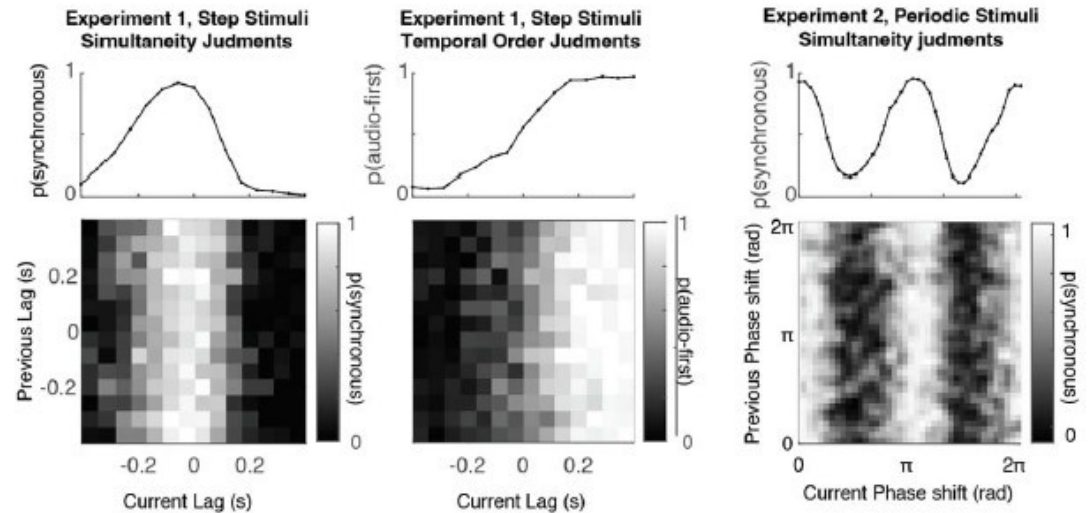 Experiment 1, Step Stimuli
Simultaneity Judments
Experiment 1, Step Stimuli
Temporal Order Judments
Experiment 2, Periodic Stimuli
Simultaneity judments
p(synchronous)
1
0
p(audio-first)
1
0
p(synchronous)
1
0
Previous Lag (s)
0.2
0
-0.2
-0.2
0
0.2
Current Lag (s)
1
0
p(synchronous)
-0.2
0
0.2
Current Lag (s)
1
0
p(audio-first)
Previous Phase shift (rad)
2π
π
0
0
π
2π
Current Phase shift (rad)
1
0
p(synchronous)